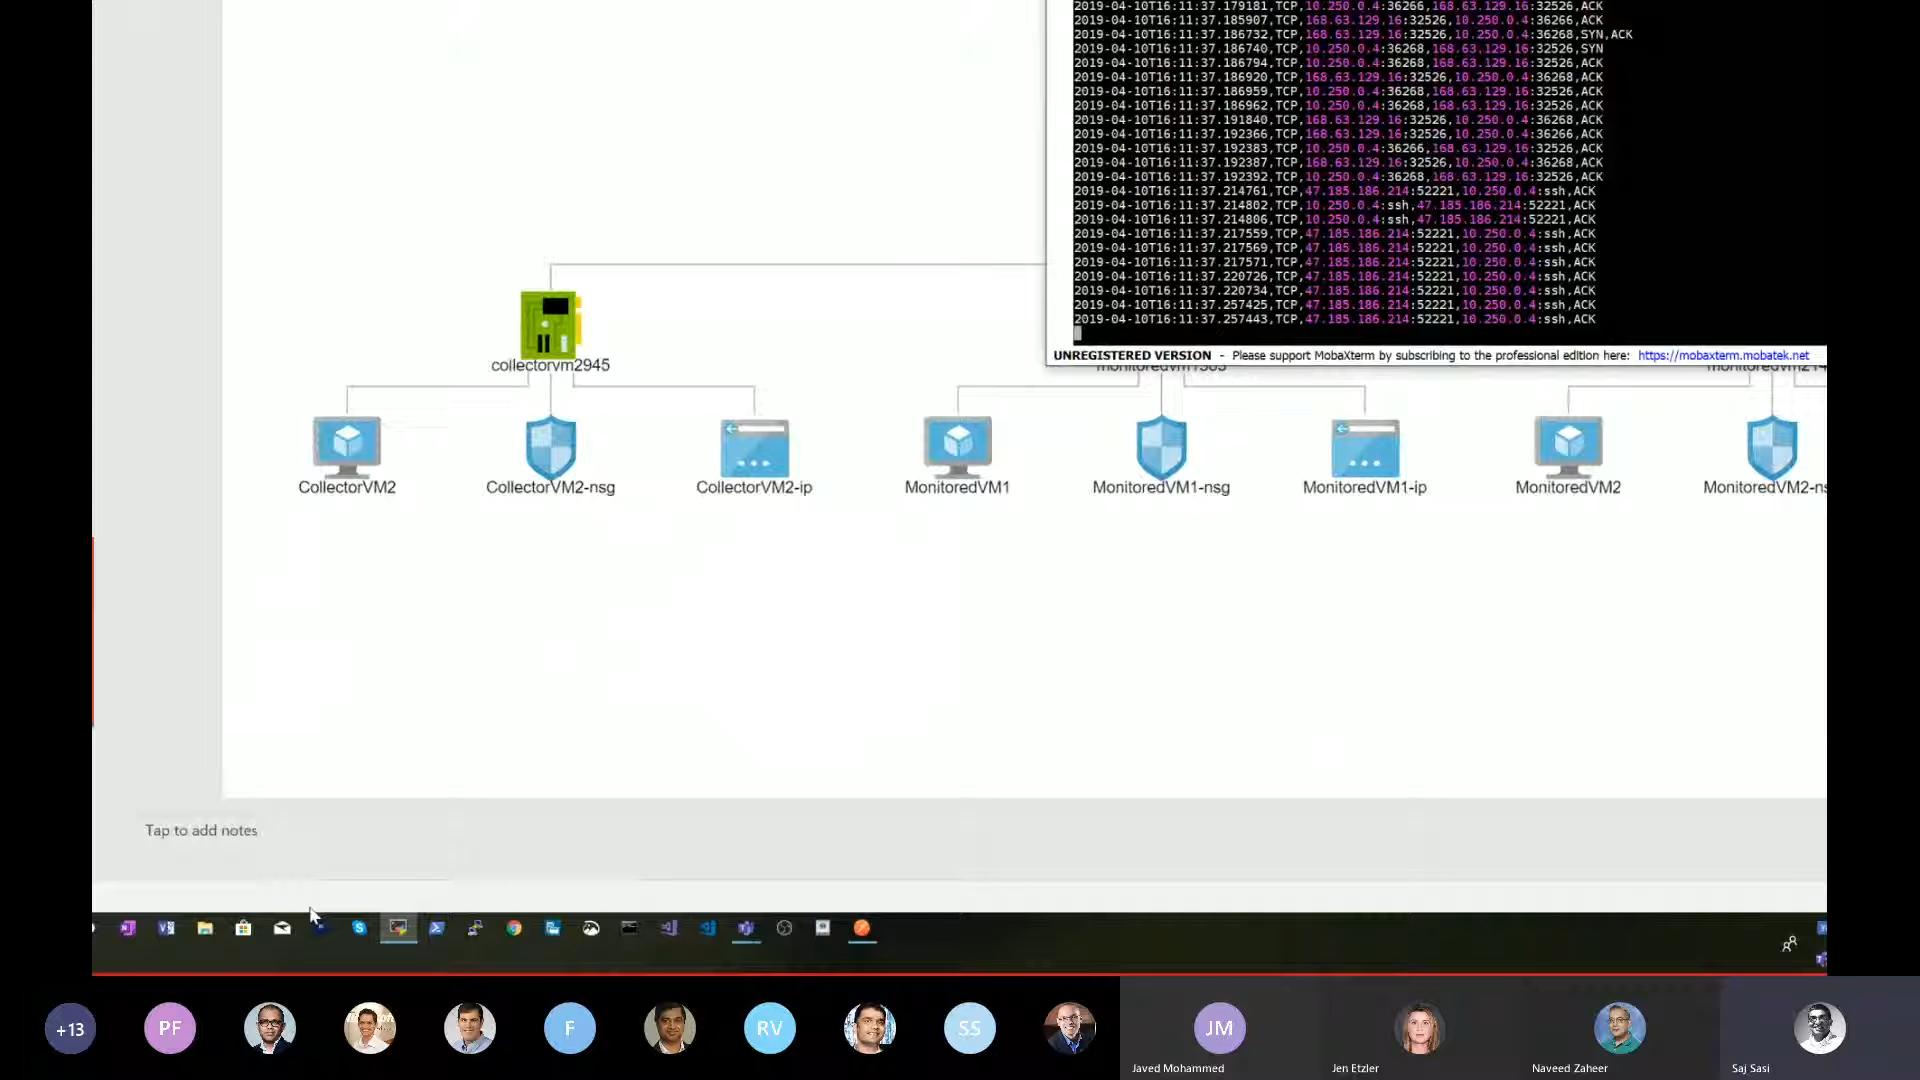 2019-04-10T16:11:37.179181,TCP,10.250.0.4:36266,168.63.129.16:32526,ACK
2019-04-10T16:11:37.185907,TCP,168.63.129.16:32526,10.250.0.4:36266,ACK
2019-04-10T16:11:37.186732,TCP,168.63.129.16:32526,10.250.0.4:36268,SYN,ACK
2019-04-10T16:11:37.186740,TCP,10.250.0.4:36268,168.63.129.16:32526,SYN
2019-04-10T16:11:37.186794,TCP,10.250.0.4:36268,168.63.129.16:32526,ACK
2019-04-10T16:11:37.186920,TCP,168.63.129.16:32526,10.250.0.4:36268,ACK
2019-04-10T16:11:37.186959,TCP,10.250.0.4:36268,168.63.129.16:32526,ACK
2019-04-10T16:11:37.186962,TCP,10.250.0.4:36268,168.63.129.16:32526,ACK
2019-04-10T16:11:37.191840,TCP,168.63.129.16:32526,10.250.0.4:36268,ACK
2019-04-10T16:11:37.192366,TCP,168.63.129.16:32526,10.250.0.4:36266,ACK
2019-04-10T16:11:37.192383,TCP,10.250.0.4:36266,168.63.129.16:32526,ACK
2019-04-10T16:11:37.192387,TCP,168.63.129.16:32526,10.250.0.4:36268,ACK
2019-04-10T16:11:37.192392,TCP,10.250.0.4:36268,168.63.129.16:32526,ACK
2019-04-10T16:11:37.214761,TCP,47.185.186.214:52221,10.250.0.4:ssh,ACK
2019-04-10T16:11:37.214802,TCP,10.250.0.4:ssh,47.185.186.214:52221,ACK
2019-04-10T16:11:37.214806,TCP,10.250.0.4:ssh,47.185.186.214:52221,ACK
2019-04-10T16:11:37.217559,TCP,47.185.186.214:52221,10.250.0.4:ssh,ACK
2019-04-10T16:11:37.217569,TCP,47.185.186.214:52221,10.250.0.4:ssh,ACK
2019-04-10T16:11:37.217571,TCP,47.185.186.214:52221,10.250.0.4:ssh,ACK
2019-04-10T16:11:37.220726,TCP,47.185.186.214:52221,10.250.0.4:ssh,ACK
2019-04-10T16:11:37.220734,TCP,47.185.186.214:52221,10.250.0.4:ssh,ACK
2019-04-10T16:11:37.257425,TCP,47.185.186.214:52221,10.250.0.4:ssh,ACK
2019-04-10T16:11:37.257443,TCP,47.185.186.214:52221,10.250.0.4:ssh,ACK
UNREGISTERED VERSION - Please support MobaXterm by subscribing to the professional edition here: https://mobaxterm.mobatek.net
collectorvm2945
CollectorVM2
CollectorVM2-nsg
CollectorVM2-ip
MonitoredVM1
MonitoredVM1-nsg
MonitoredVM1-ip
MonitoredVM2
MonitoredVM2-ns
Tap to add notes
+13
PF
F
RV
SS
JM
Javed Mohammed
Jen Etzler
Naveed Zaheer
Saj Sasi